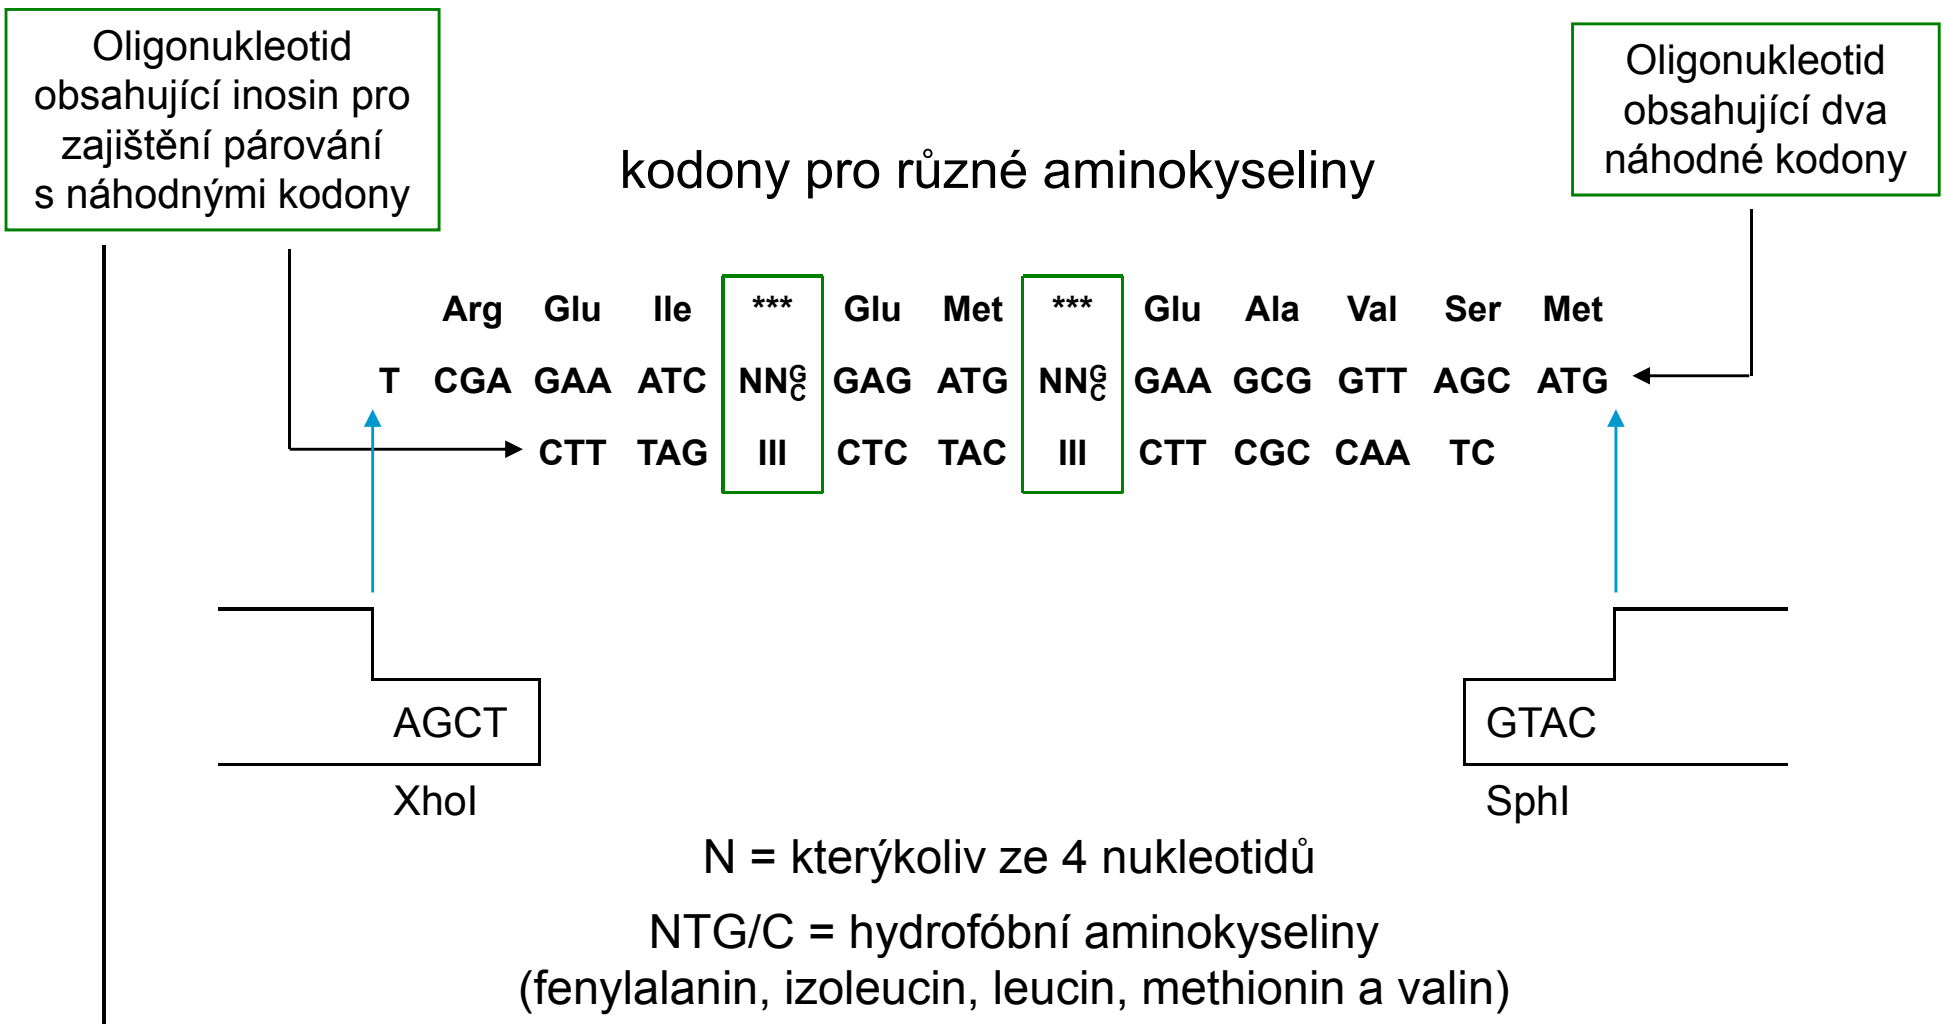 Oligonukleotid
obsahující inosin pro
zajištění párování
s náhodnými kodony
Oligonukleotid
obsahující dva
náhodné kodony
kodony pro různé aminokyseliny
Arg Glu Ile *** Glu Met *** Glu Ala Val Ser Met
T CGA GAA ATC NNG/C GAG ATG NNG/C GAA GCG GTT AGC ATG
CTT TAG III CTC TAC III CTT CGC CAA TC
AGCT
GTAC
XhoI
SphI
N = kterýkoliv ze 4 nukleotidů
NTG/C = hydrofóbní aminokyseliny
(fenylalanin, izoleucin, leucin, methionin a valin)